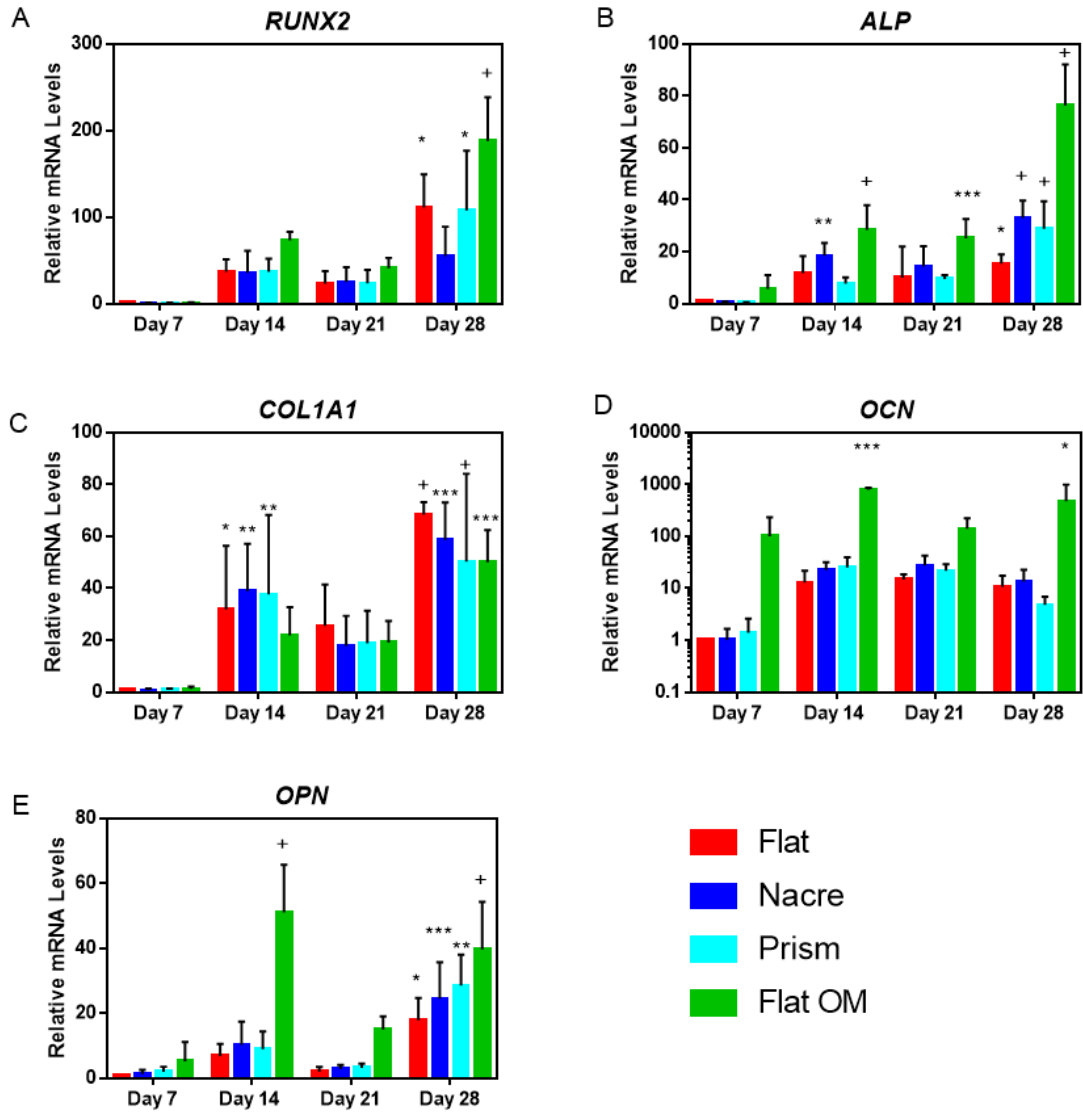 A
RUNX2
Relative mRNA Levels
300
200
100
0
* * +
Day 7 Day 14 Day 21 Day 28
B
ALP
Relative mRNA Levels
100
80
60
40
20
0
** + *** * + + +
Day 7 Day 14 Day 21 Day 28
C
COL1A1
Relative mRNA Levels
100
80
60
40
20
0
* ** ** + *** + ***
Day 7 Day 14 Day 21 Day 28
D
OCN
Relative mRNA Levels
10000
1000
100
10
1
0.1
*** *
Day 7 Day 14 Day 21 Day 28
E
OPN
Relative mRNA Levels
80
60
40
20
0
+ * *** ** +
Day 7 Day 14 Day 21 Day 28
Flat
Nacre
Prism
Flat OM